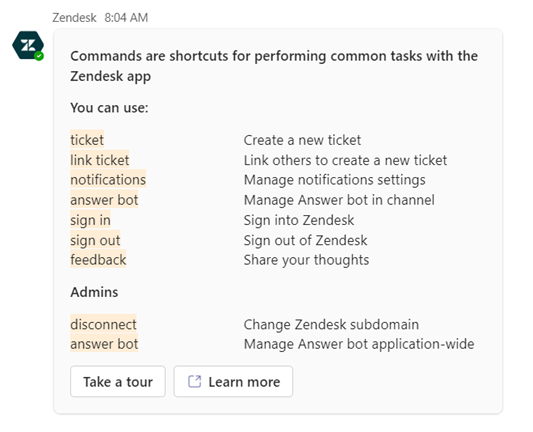 Zendesk 8:04 AM
Commands are shortcuts for performing common tasks with the
Zendesk app
You can use:
ticket Create a new ticket
link ticket Link others to create a new ticket
notifications Manage notifications settings
answer bot Manage Answer bot in channel
sign in Sign into Zendesk
sign out Sign out of Zendesk
feedback Share your thoughts
Admins
disconnect Change Zendesk subdomain
answer bot Manage Answer bot application-wide
Take a tour Learn more